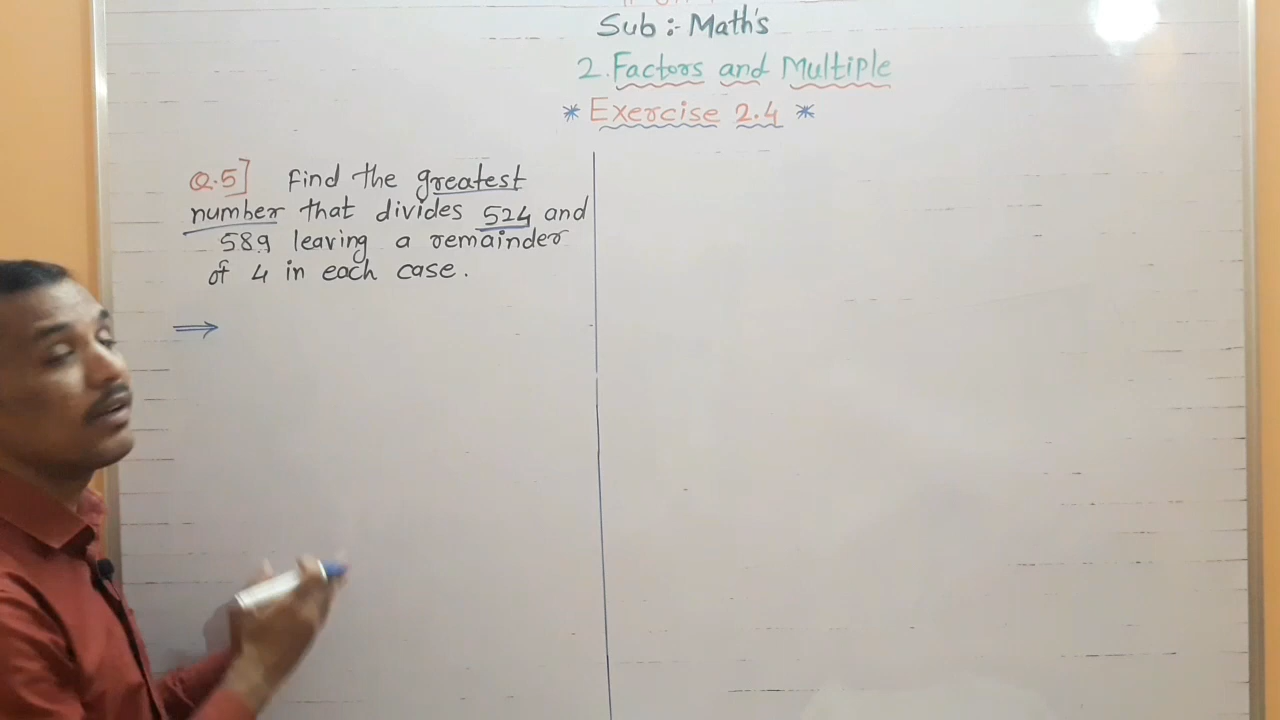 Sub :- Math's
2. Factors and Multiple
* Exercise 2.4 *
Q.5] Find the greatest
number that divides 524 and
589 leaving a remainder
of 4 in each case.
⇒